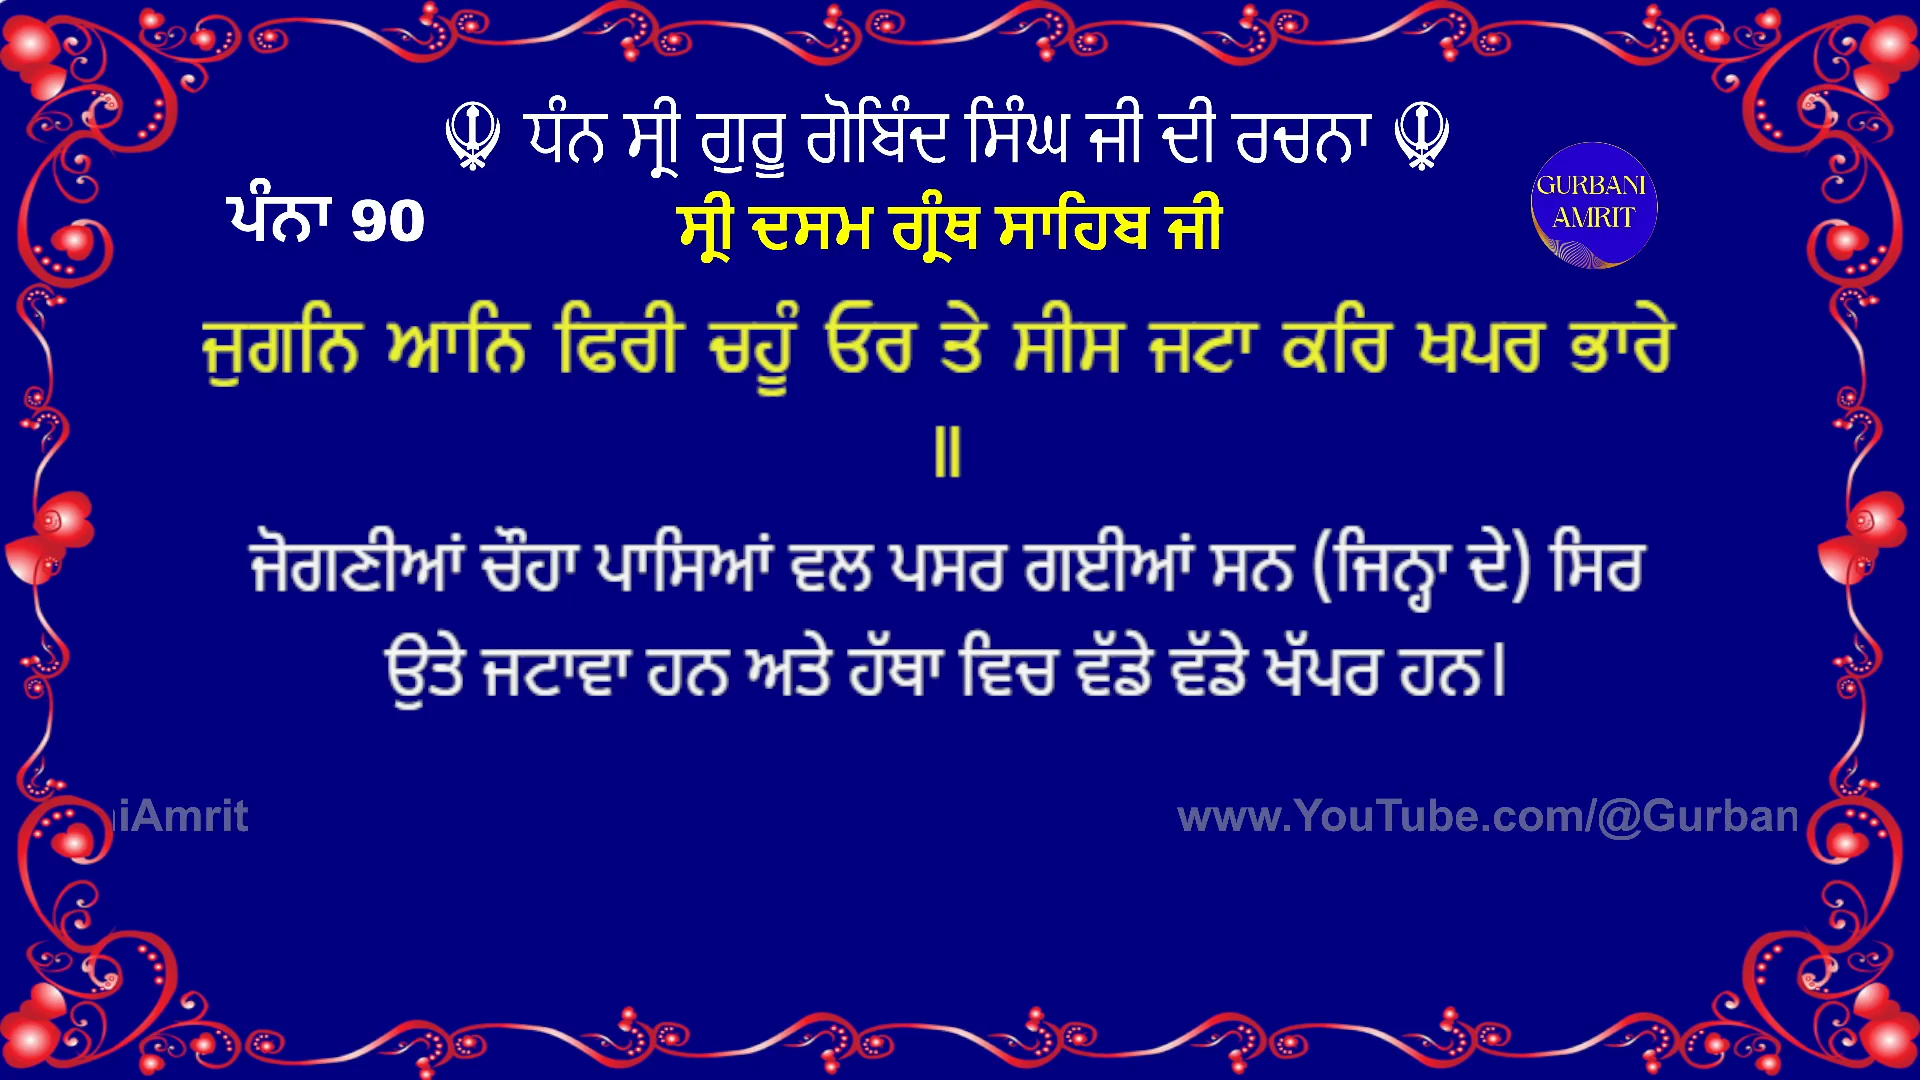 ☬ ਧੰਨ ਸ੍ਰੀ ਗੁਰੂ ਗੋਬਿੰਦ ਸਿੰਘ ਜੀ ਦੀ ਰਚਨਾ ☬
ਪੰਨਾ 90
ਸ੍ਰੀ ਦਸਮ ਗ੍ਰੰਥ ਸਾਹਿਬ ਜੀ
GURBANI
AMRIT
ਜੁਗਨਿ ਆਨਿ ਫਿਰੀ ਚਹੂੰ ਓਰ ਤੇ ਸੀਸ ਜਟਾ ਕਰਿ ਖਪਰ ਭਾਰੇ
॥
ਜੋਗਣੀਆਂ ਚੌਹਾ ਪਾਸਿਆਂ ਵਲ ਪਸਰ ਗਈਆਂ ਸਨ (ਜਿਨ੍ਹਾ ਦੇ) ਸਿਰ
ਉਤੇ ਜਟਾਵਾ ਹਨ ਅਤੇ ਹੱਥਾ ਵਿਚ ਵੱਡੇ ਵੱਡੇ ਖੱਪਰ ਹਨ।
iAmrit
www.YouTube.com/@Gurban